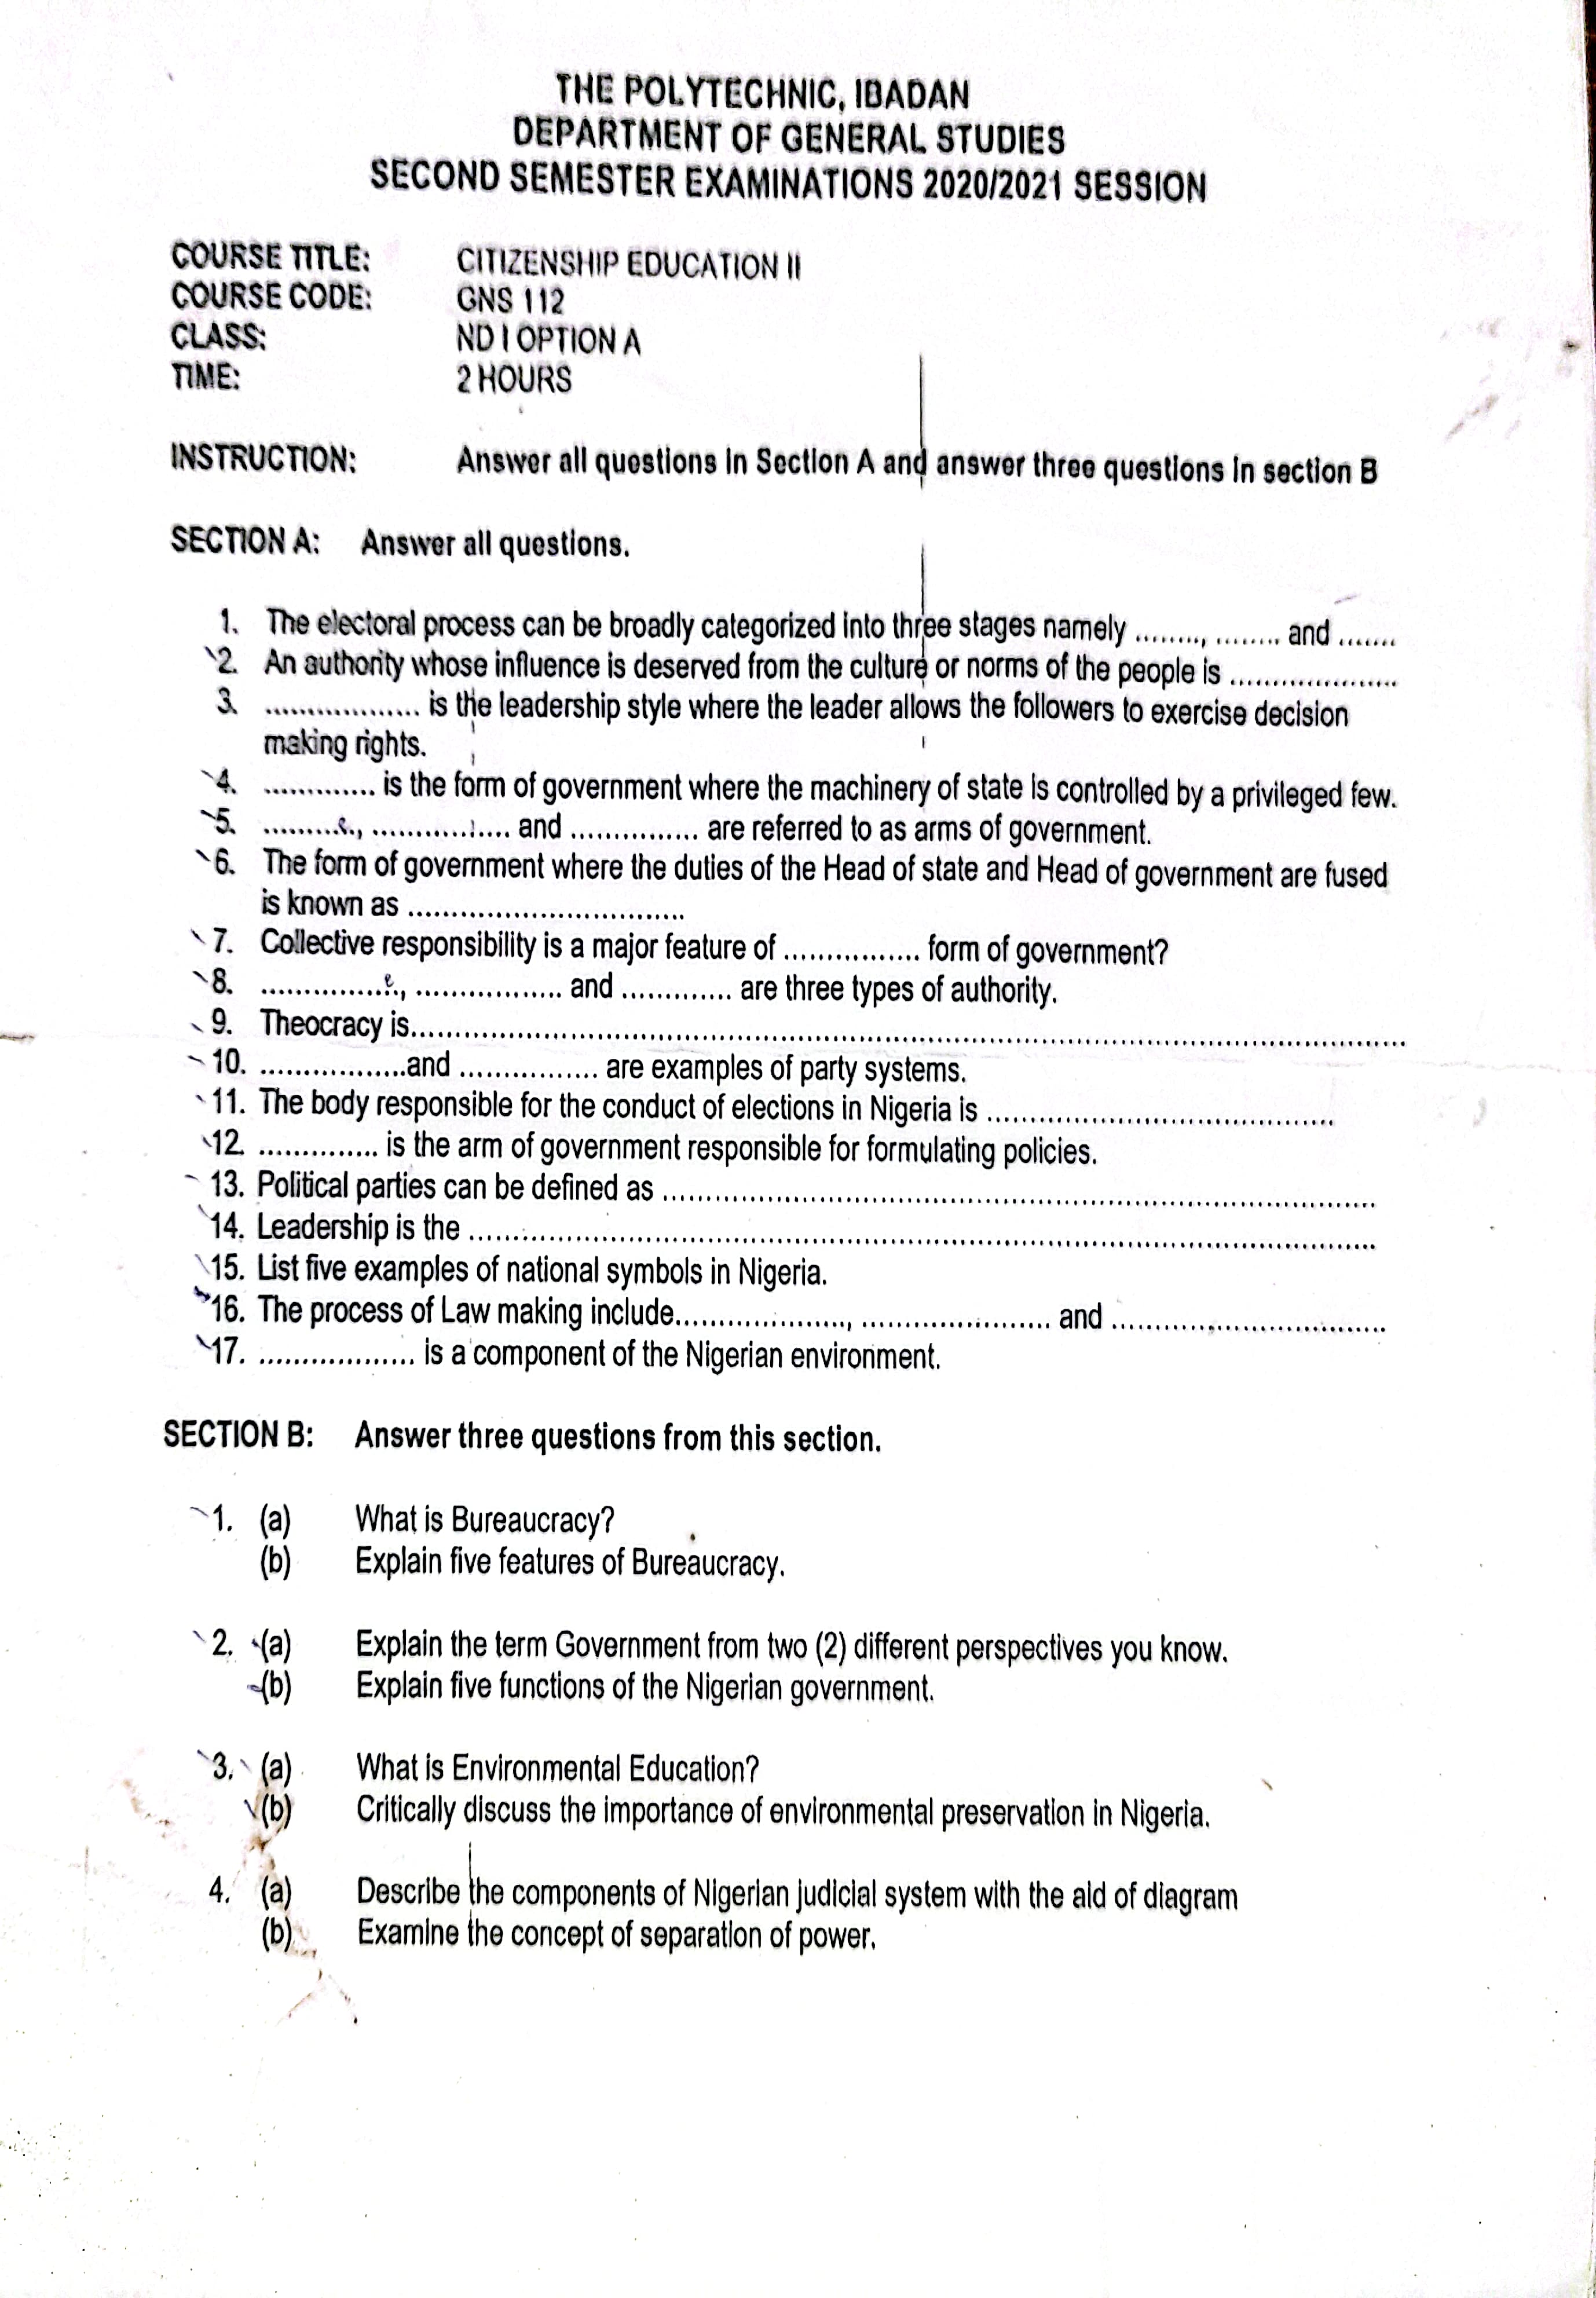 THE POLYTECHNIC, IBADAN
DEPARTMENT OF GENERAL STUDIES
SECOND SEMESTER EXAMINATIONS 2020/2021 SESSION
COURSE TITLE: CITIZENSHIP EDUCATION II
COURSE CODE: GNS 112
CLASS: ND I OPTION A
TIME: 2 HOURS
INSTRUCTION: Answer all questions in Section A and answer three questions in section B
SECTION A: Answer all questions.
1. The electoral process can be broadly categorized into three stages namely ........, ........ and .......
2. An authority whose influence is deserved from the culture or norms of the people is ....................
3. .................. is the leadership style where the leader allows the followers to exercise decision
making rights.
4. ............. is the form of government where the machinery of state is controlled by a privileged few.
5. .........., ................ and ............... are referred to as arms of government.
6. The form of government where the duties of the Head of state and Head of government are fused
is known as ................................
7. Collective responsibility is a major feature of ................ form of government?
8. ................, ................. and ............. are three types of authority.
9. Theocracy is....................................................................................................................
10. .................and ................ are examples of party systems.
11. The body responsible for the conduct of elections in Nigeria is .........................................
12. .............. is the arm of government responsible for formulating policies.
13. Political parties can be defined as ...................................................................................
14. Leadership is the ..........................................................................................................
15. List five examples of national symbols in Nigeria.
16. The process of Law making include...................., ...................... and ................................
17. .................. is a component of the Nigerian environment.
SECTION B: Answer three questions from this section.
1. (a) What is Bureaucracy?
(b) Explain five features of Bureaucracy.
2. (a) Explain the term Government from two (2) different perspectives you know.
(b) Explain five functions of the Nigerian government.
3. (a) What is Environmental Education?
(b) Critically discuss the importance of environmental preservation in Nigeria.
4. (a) Describe the components of Nigerian judicial system with the aid of diagram
(b) Examine the concept of separation of power.